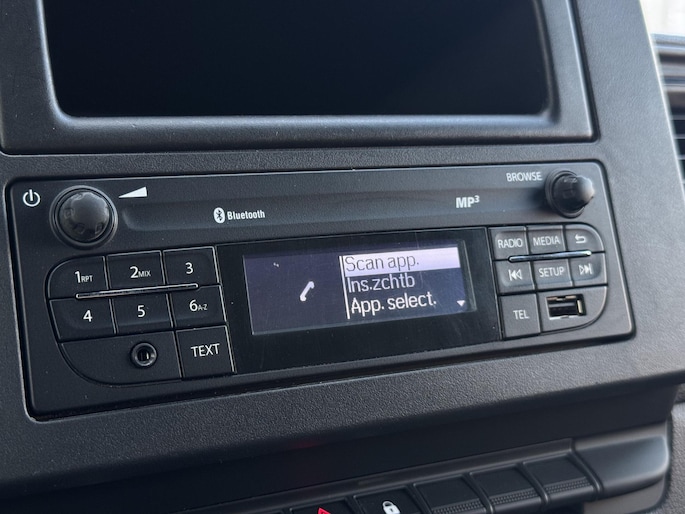 BROWSE
Bluetooth
MP3
1RPT 2MIX 3
4 5 6A-Z
TEXT
Scan app.
Ins.zchtb
App. select.
RADIO MEDIA
SETUP
TEL